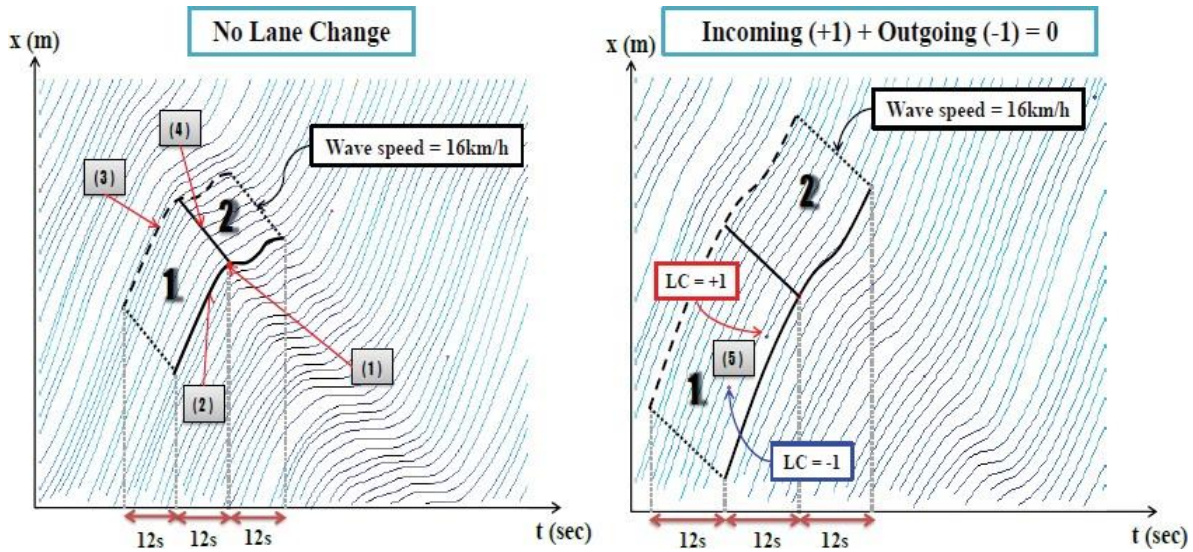 No Lane Change
x (m)
(4)
Wave speed = 16km/h
(3)
2
1
(1)
(2)
t (sec)
12s 12s 12s
Incoming (+1) + Outgoing (-1) = 0
x (m)
Wave speed = 16km/h
2
LC = +1
(5)
1
LC = -1
t (sec)
12s 12s 12s